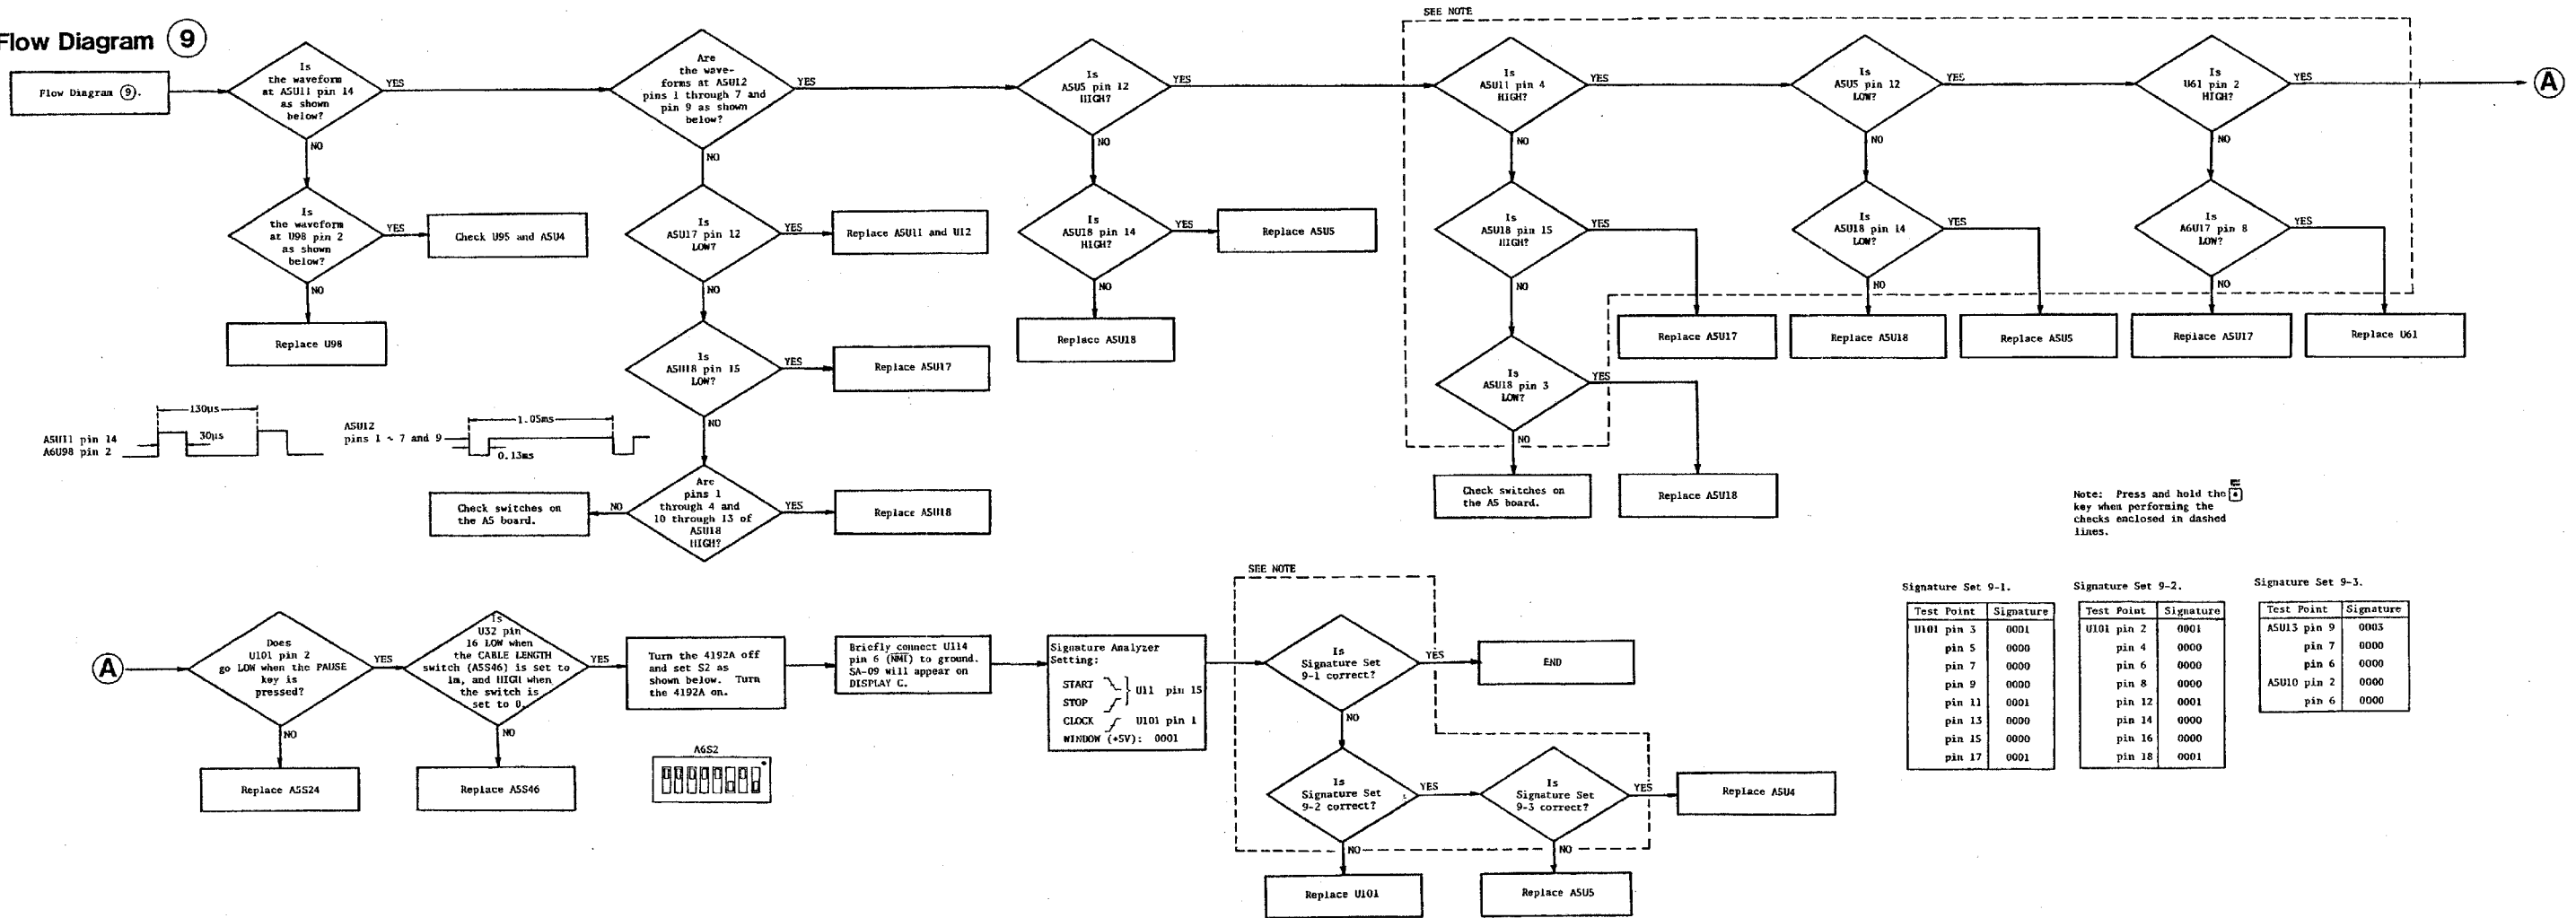 Flow Diagram 9
SEE NOTE
Flow Diagram 9.
Is
the waveform
at A5U11 pin 14
as shown
below?
YES
NO
Are
the wave-
forms at A5U12
pins 1 through 7 and
pin 9 as shown
below?
YES
NO
Is
A5U5 pin 12
HIGH?
YES
NO
Is
A5U11 pin 4
HIGH?
YES
NO
Is
A5U5 pin 12
LOW?
YES
NO
Is
U61 pin 2
HIGH?
YES
NO
A
Is
the waveform
at U98 pin 2
as shown
below?
YES
NO
Check U95 and A5U4
Is
A5U17 pin 12
LOW?
YES
NO
Replace A5U11 and U12
Is
A5U18 pin 14
HIGH?
YES
NO
Replace A5U5
Is
A5U18 pin 15
HIGH?
YES
NO
Is
A5U18 pin 14
LOW?
YES
NO
Is
A6U17 pin 8
LOW?
YES
NO
Replace U98
Is
A5U18 pin 15
LOW?
YES
NO
Replace A5U17
Replace A5U18
Replace A5U17
Replace A5U18
Replace A5U5
Replace A5U17
Replace U61
Is
A5U18 pin 3
LOW?
YES
NO
A5U11 pin 14
A6U98 pin 2
130µs
30µs
A5U12
pins 1 ~ 7 and 9
1.05ms
0.13ms
Check switches on
the A5 board.
NO
Are
pins 1
through 4 and
10 through 13 of
A5U18
HIGH?
YES
Replace A5U18
Check switches on
the A5 board.
Replace A5U18
Note: Press and hold the
key when performing the
checks enclosed in dashed
lines.
A
Does
U101 pin 2
go LOW when the PAUSE
key is
pressed?
YES
NO
Replace A5S24
Is
U32 pin
16 LOW when
the CABLE LENGTH
switch (A5S46) is set to
1m, and HIGH when
the switch is
set to 0.
YES
NO
Replace A5S46
Turn the 4192A off
and set S2 as
shown below. Turn
the 4192A on.
A6S2
Briefly connect U114
pin 6 (NMI) to ground.
SA-09 will appear on
DISPLAY C.
Signature Analyzer
Setting:
START
STOP
U11 pin 15
CLOCK U101 pin 1
WINDOW (+5V): 0001
SEE NOTE
Is
Signature Set
9-1 correct?
YES
NO
END
Is
Signature Set
9-2 correct?
YES
NO
Is
Signature Set
9-3 correct?
YES
NO
Replace A5U4
Replace U101
Replace A5U5
Signature Set 9-1.
Test Point Signature
U101 pin 3 0001
pin 5 0000
pin 7 0000
pin 9 0000
pin 11 0001
pin 13 0000
pin 15 0000
pin 17 0001
Signature Set 9-2.
Test Point Signature
U101 pin 2 0001
pin 4 0000
pin 6 0000
pin 8 0000
pin 12 0001
pin 14 0000
pin 16 0000
pin 18 0001
Signature Set 9-3.
Test Point Signature
A5U13 pin 9 0003
pin 7 0000
pin 6 0000
A5U10 pin 2 0000
pin 6 0000